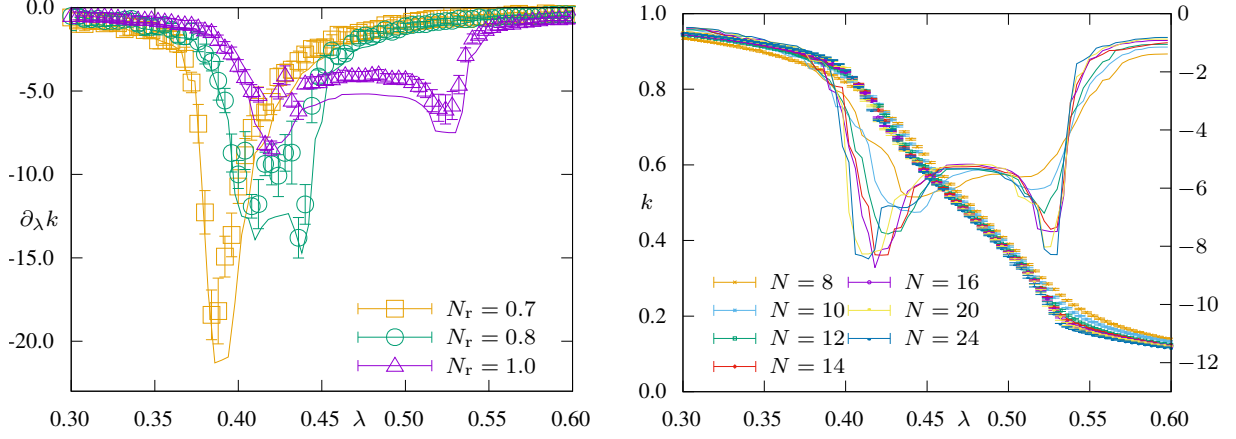 0.0
-5.0
∂λk
-10.0
-15.0
-20.0
Nr = 0.7
Nr = 0.8
Nr = 1.0
0.30 0.35 0.40 λ 0.45 0.50 0.55 0.60
1.0
0.8
0.6
k
0.4
0.2
0.0
N = 8
N = 10
N = 12
N = 14
N = 16
N = 20
N = 24
0
−2
−4
−6
−8
−10
−12
0.30 0.35 0.40 0.45 λ 0.50 0.55 0.60